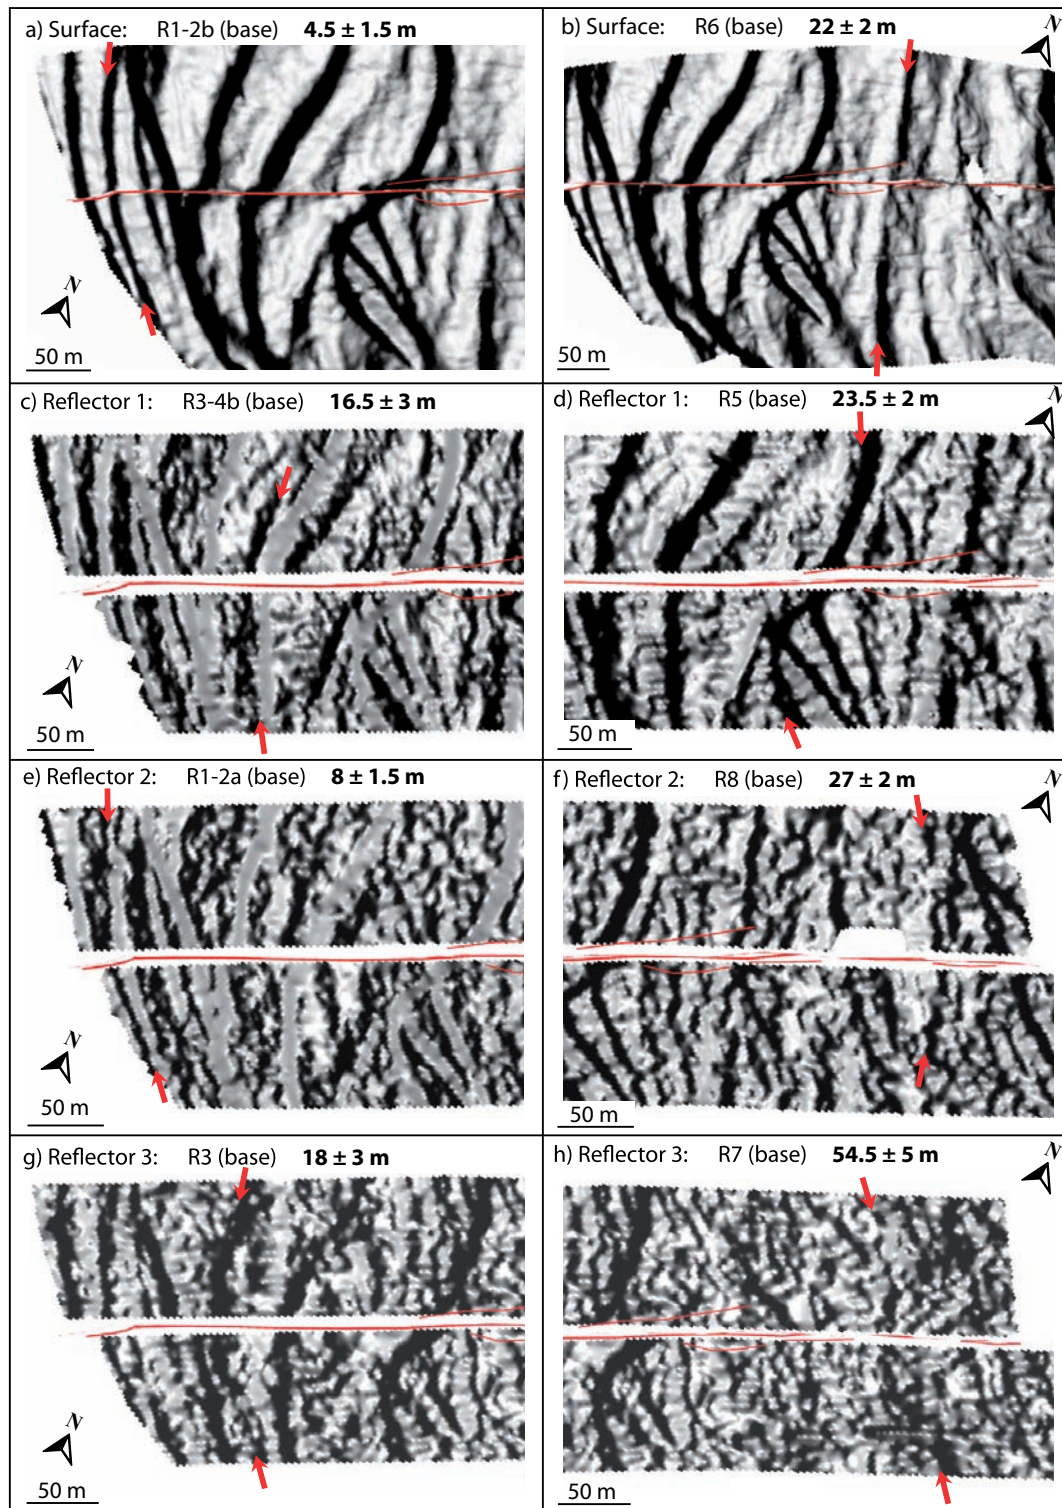 a) Surface: R1-2b (base) 4.5 ± 1.5 m
N
50 m
b) Surface: R6 (base) 22 ± 2 m
N
50 m
c) Reflector 1: R3-4b (base) 16.5 ± 3 m
N
50 m
d) Reflector 1: R5 (base) 23.5 ± 2 m
N
50 m
e) Reflector 2: R1-2a (base) 8 ± 1.5 m
N
50 m
f) Reflector 2: R8 (base) 27 ± 2 m
N
50 m
g) Reflector 3: R3 (base) 18 ± 3 m
N
50 m
h) Reflector 3: R7 (base) 54.5 ± 5 m
N
50 m